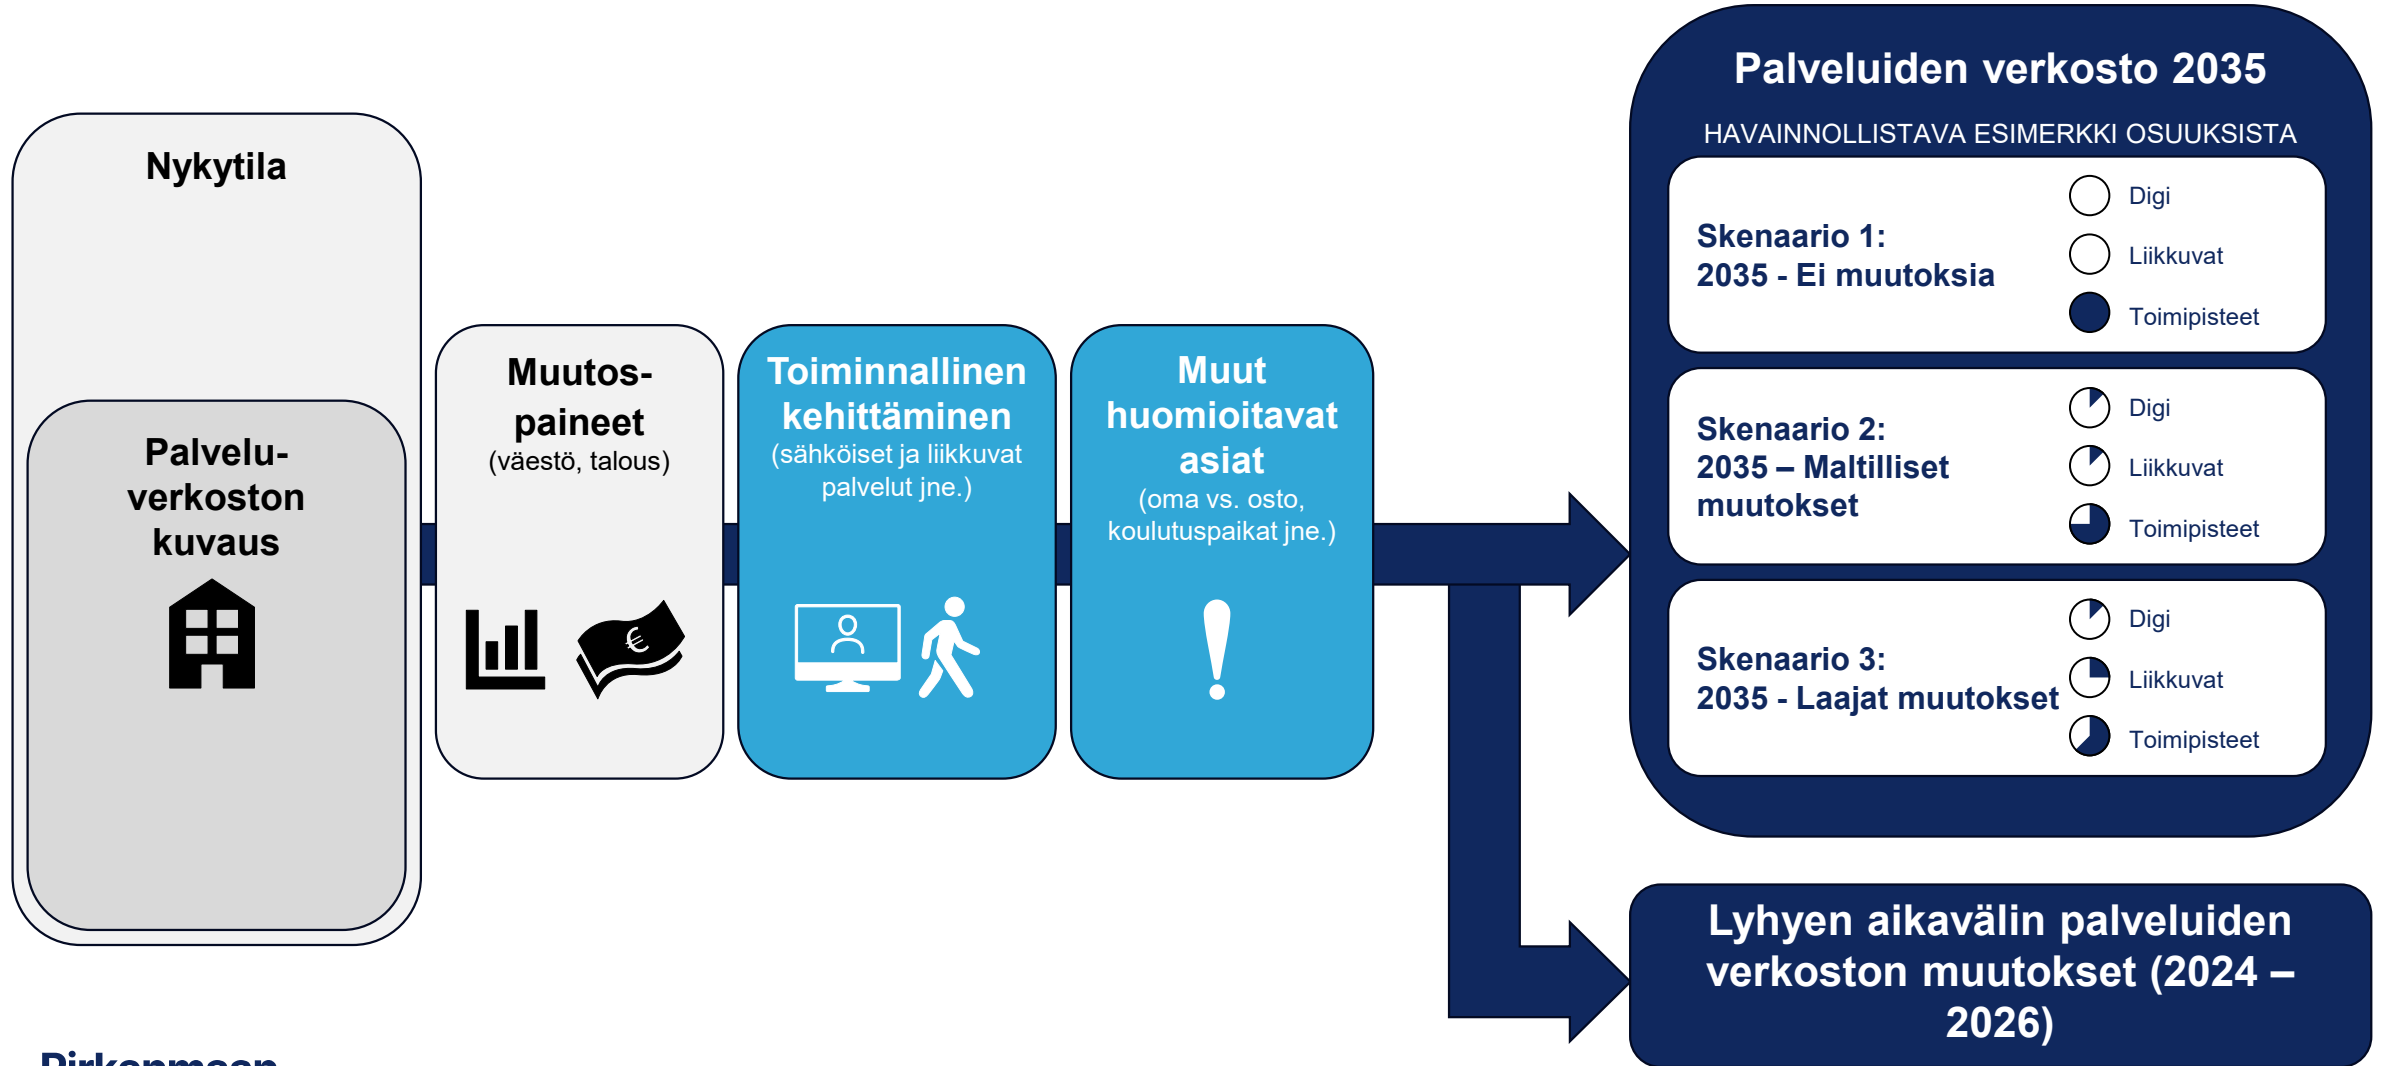 Nykytila
Palvelu-
verkoston
kuvaus
Muutos-
paineet
(väestö, talous)
Toiminnallinen
kehittäminen
(sähköiset ja liikkuvat
palvelut jne.)
Muut
huomioitavat
asiat
(oma vs. osto,
koulutuspaikat jne.)
Palveluiden verkosto 2035
HAVAINNOLLISTAVA ESIMERKKI OSUUKSISTA
Skenaario 1:
2035 - Ei muutoksia
Digi
Liikkuvat
Toimipisteet
Skenaario 2:
2035 – Maltilliset
muutokset
Digi
Liikkuvat
Toimipisteet
Skenaario 3:
2035 - Laajat muutokset
Digi
Liikkuvat
Toimipisteet
Lyhyen aikavälin palveluiden
verkoston muutokset (2024 –
2026)
Pirkanmaan